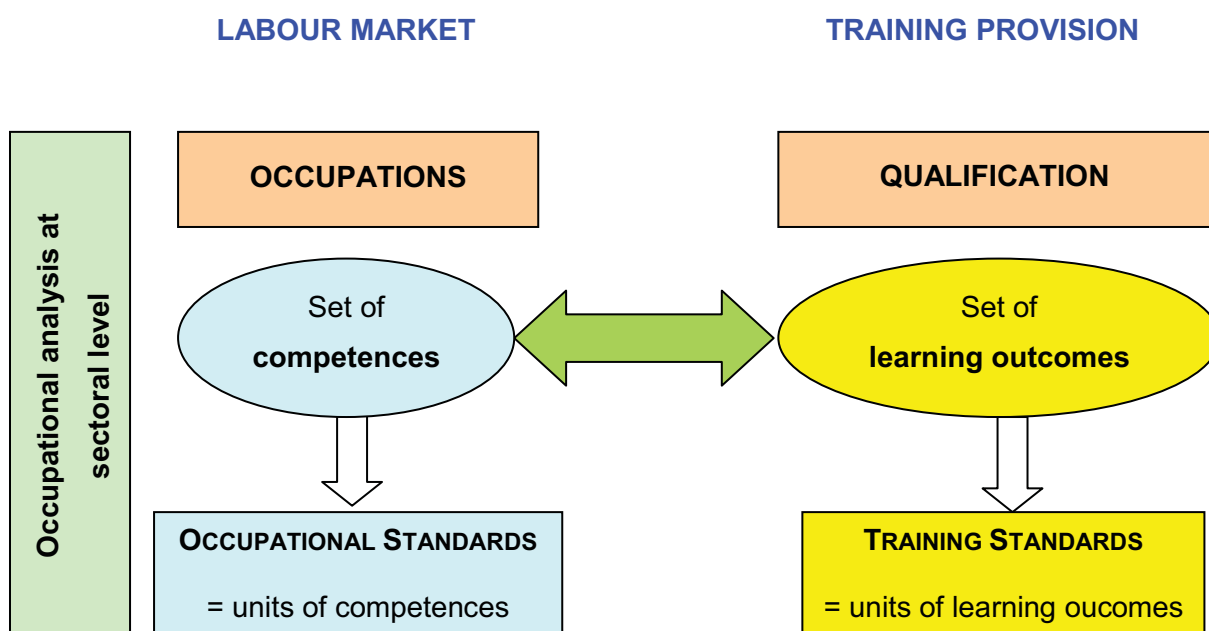 LABOUR MARKET
TRAINING PROVISION
Occupational analysis at
sectoral level
OCCUPATIONS
QUALIFICATION
Set of
competences
Set of
learning outcomes
OCCUPATIONAL STANDARDS
= units of competences
TRAINING STANDARDS
= units of learning oucomes